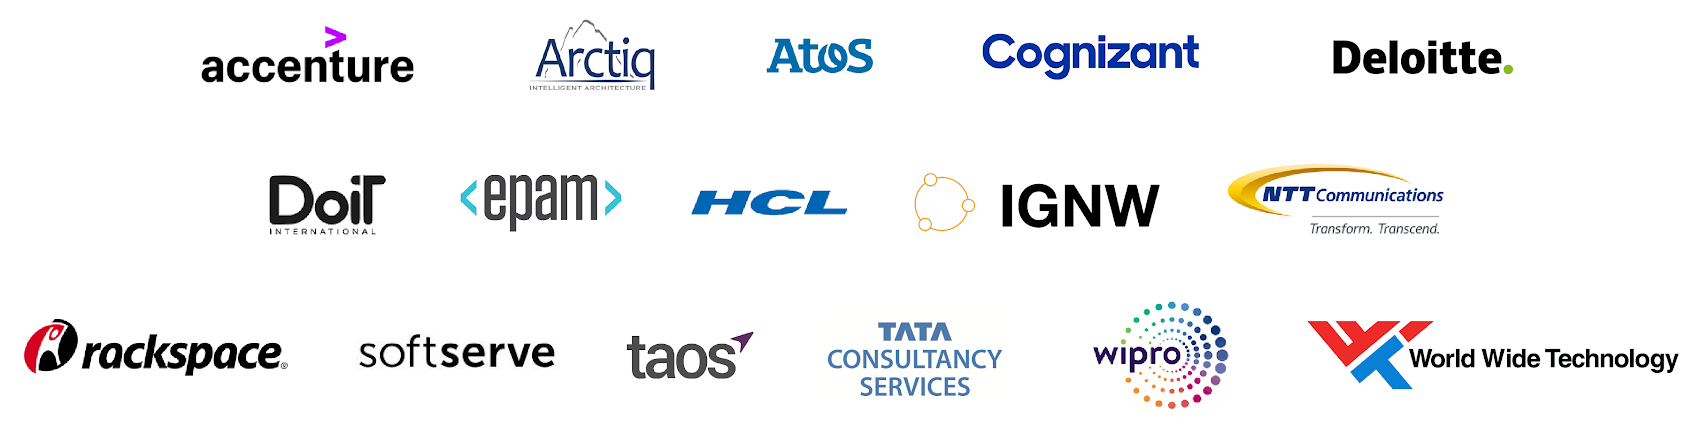 accenture
Arctiq
INTELLIGENT ARCHITECTURE
Atos
Cognizant
Deloitte.
DoiT
INTERNATIONAL
<epam>
HCL
IGNW
NTT Communications
Transform. Transcend.
rackspace®
softserve
taos
TATA
CONSULTANCY
SERVICES
wipro
World Wide Technology